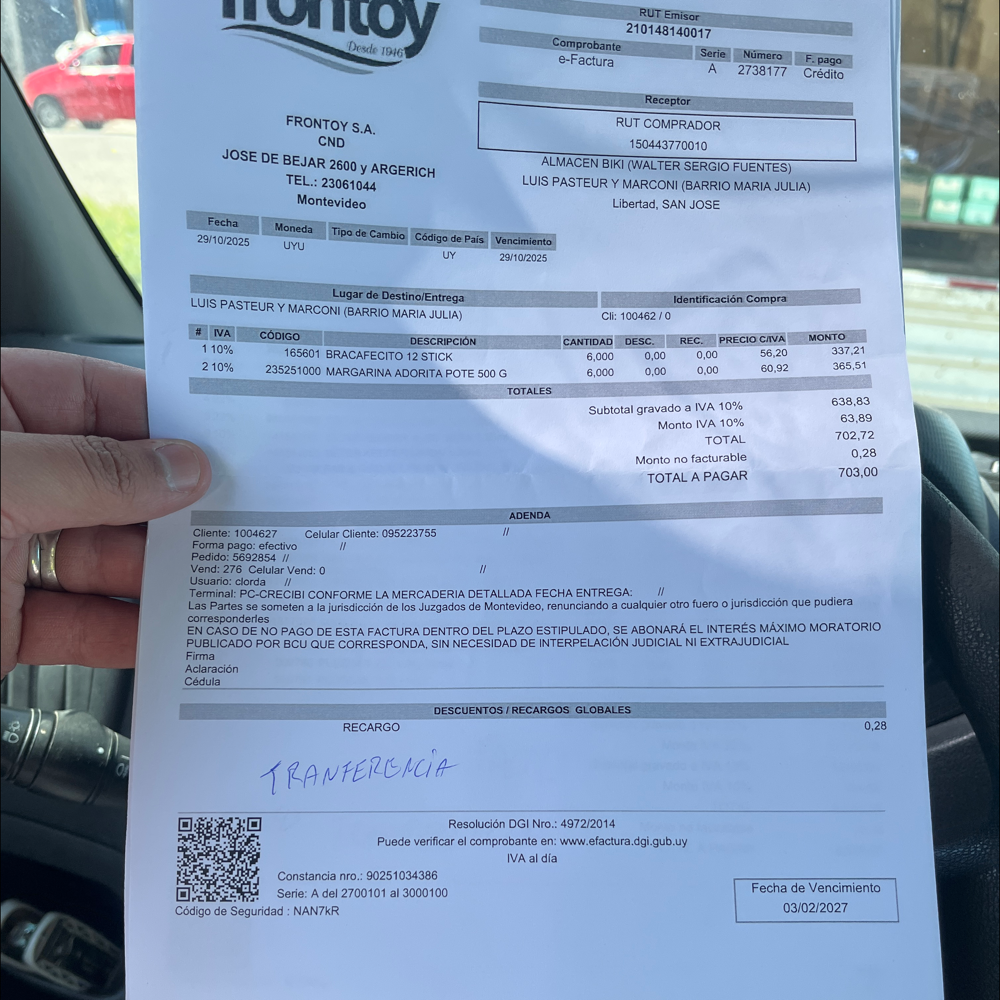 frontoy
Desde 1946
RUT Emisor
210148140017
Comprobante Serie Número F. pago
e-Factura A 2738177 Crédito
Receptor
RUT COMPRADOR
150443770010
ALMACEN BIKI (WALTER SERGIO FUENTES)
LUIS PASTEUR Y MARCONI (BARRIO MARIA JULIA)
Libertad, SAN JOSE
FRONTOY S.A.
CND
JOSE DE BEJAR 2600 y ARGERICH
TEL.: 23061044
Montevideo
Fecha Moneda Tipo de Cambio Código de País Vencimiento
29/10/2025 UYU UY 29/10/2025
Lugar de Destino/Entrega Identificación Compra
LUIS PASTEUR Y MARCONI (BARRIO MARIA JULIA) Cli: 100462 / 0
# IVA CÓDIGO DESCRIPCIÓN CANTIDAD DESC. REC. PRECIO C/IVA MONTO
1 10% 165601 BRACAFECITO 12 STICK 6,000 0,00 0,00 56,20 337,21
2 10% 235251000 MARGARINA ADORITA POTE 500 G 6,000 0,00 0,00 60,92 365,51
TOTALES
Subtotal gravado a IVA 10% 638,83
Monto IVA 10% 63,89
TOTAL 702,72
Monto no facturable 0,28
TOTAL A PAGAR 703,00
ADENDA
Cliente: 1004627 Celular Cliente: 095223755 //
Forma pago: efectivo //
Pedido: 5692854 //
Vend: 276 Celular Vend: 0 //
Usuario: clorda //
Terminal: PC-CRECIBI CONFORME LA MERCADERIA DETALLADA FECHA ENTREGA: //
Las Partes se someten a la jurisdicción de los Juzgados de Montevideo, renunciando a cualquier otro fuero o jurisdicción que pudiera
corresponderles
EN CASO DE NO PAGO DE ESTA FACTURA DENTRO DEL PLAZO ESTIPULADO, SE ABONARÁ EL INTERÉS MÁXIMO MORATORIO
PUBLICADO POR BCU QUE CORRESPONDA, SIN NECESIDAD DE INTERPELACIÓN JUDICIAL NI EXTRAJUDICIAL
Firma
Aclaración
Cédula
DESCUENTOS / RECARGOS GLOBALES
RECARGO 0,28
TRANFERENCIA
Resolución DGI Nro.: 4972/2014
Puede verificar el comprobante en: www.efactura.dgi.gub.uy
IVA al día
Constancia nro.: 90251034386
Serie: A del 2700101 al 3000100
Código de Seguridad : NAN7kR
Fecha de Vencimiento
03/02/2027